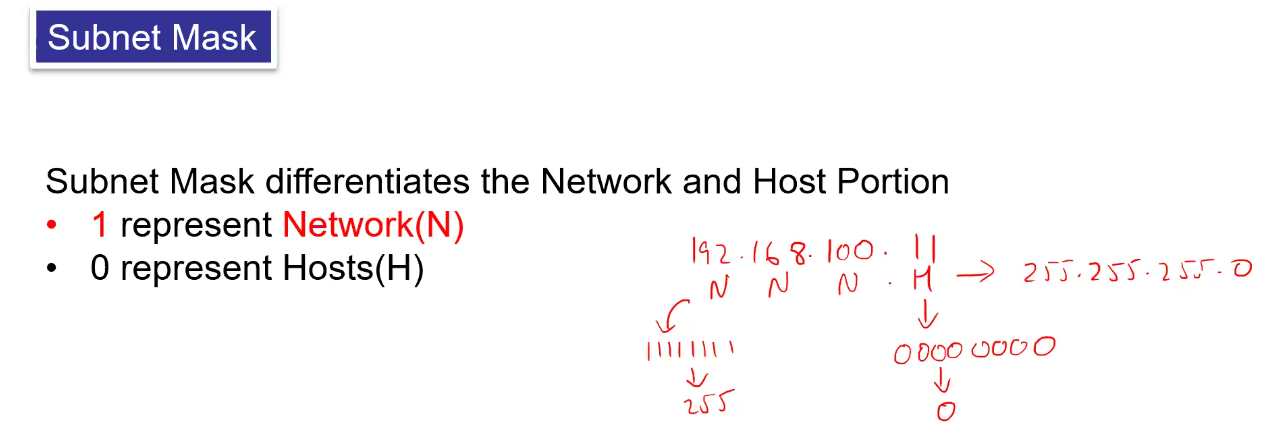 Subnet Mask
Subnet Mask differentiates the Network and Host Portion
• 1 represent Network(N)
• 0 represent Hosts(H)
192.168.100.11
N N N . H → 255.255.255.0
11111111 00000000
255 0